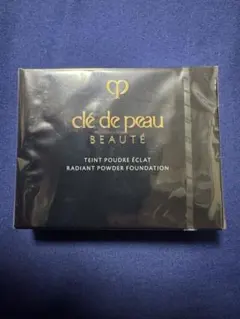 clé de peau
BEAUTÉ
TEINT POUDRE ÉCLAT
RADIANT POWDER FOUNDATION